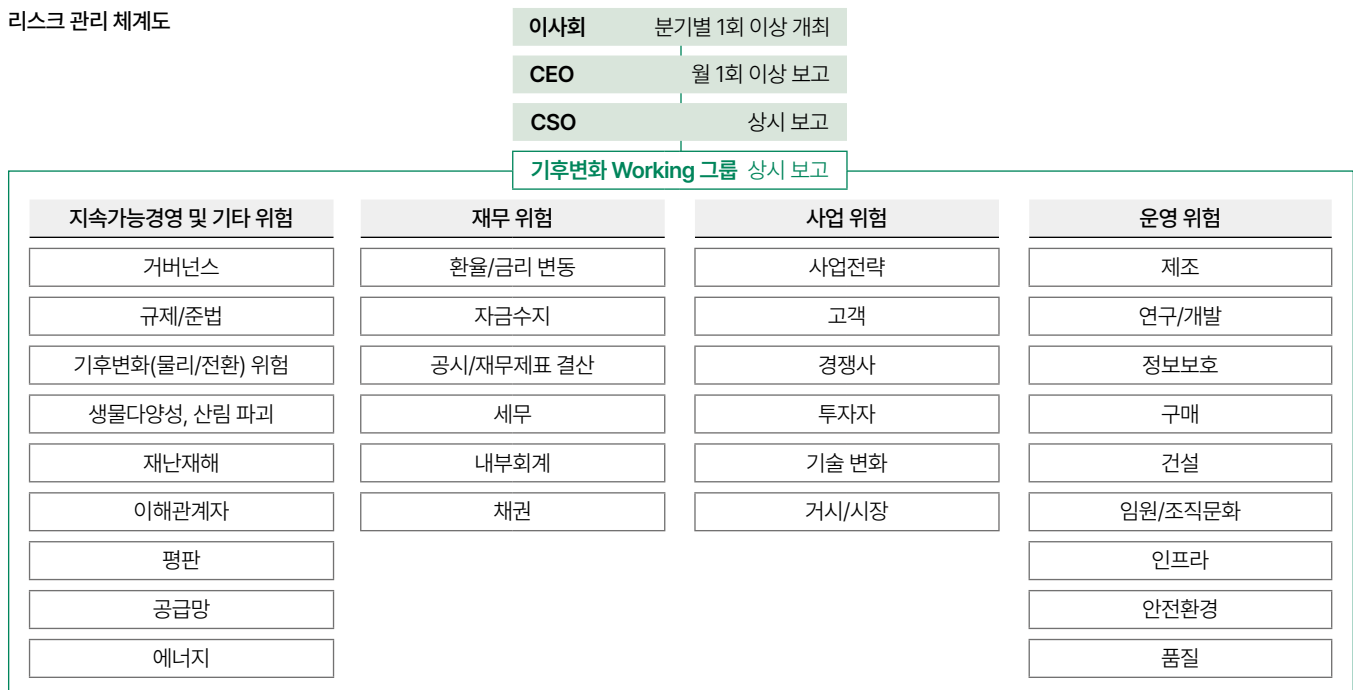 리스크 관리 체계도
이사회 분기별 1회 이상 개최
CEO 월 1회 이상 보고
CSO 상시 보고
기후변화 Working 그룹 상시 보고
지속가능경영 및 기타 위험
거버넌스
규제/준법
기후변화(물리/전환) 위험
생물다양성, 산림 파괴
재난재해
이해관계자
평판
공급망
에너지
재무 위험
환율/금리 변동
자금수지
공시/재무제표 결산
세무
내부회계
채권
사업 위험
사업전략
고객
경쟁사
투자자
기술 변화
거시/시장
운영 위험
제조
연구/개발
정보보호
구매
건설
임원/조직문화
인프라
안전환경
품질